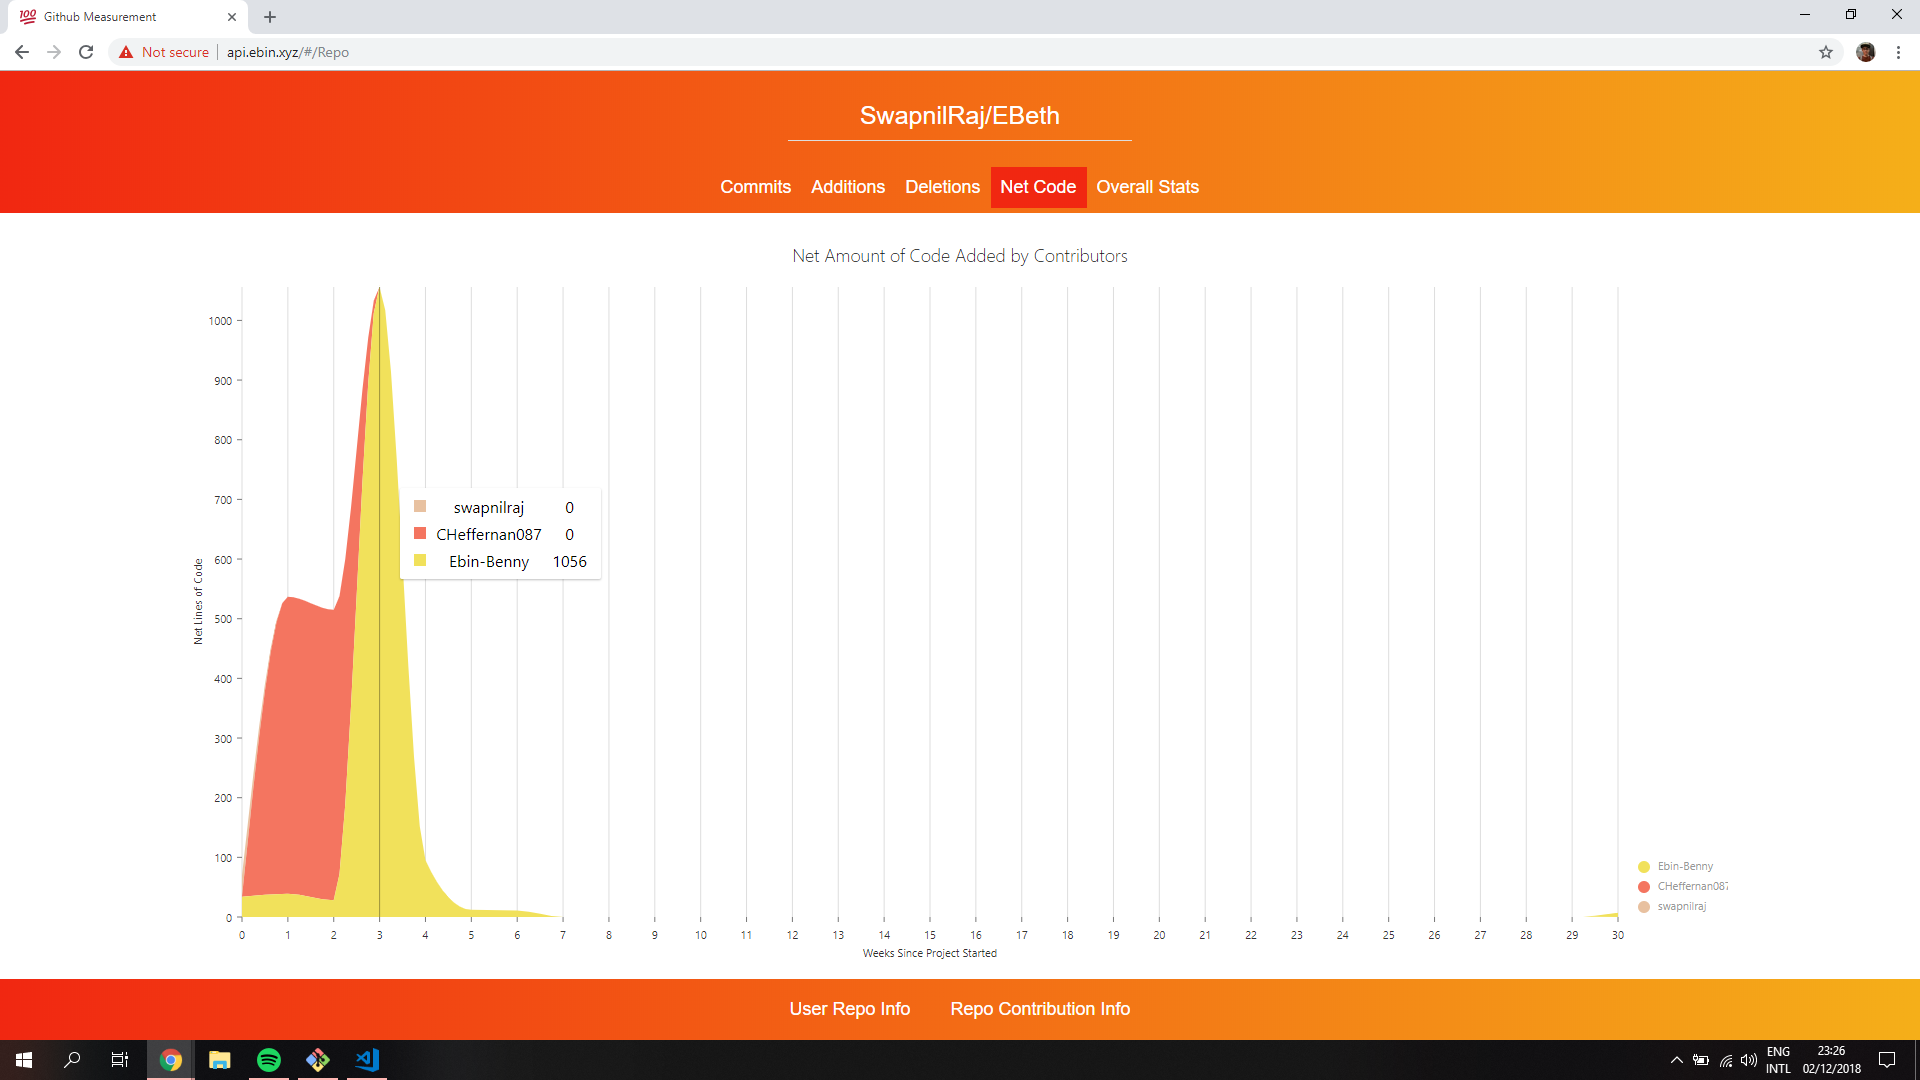 Github Measurement
Not secure api.ebin.xyz/#/Repo
SwapnilRaj/EBeth
Commits Additions Deletions Net Code Overall Stats
Net Amount of Code Added by Contributors
1000
900
800
700
600
500
400
300
200
100
0
Net Lines of Code
swapnilraj 0
CHeffernan087 0
Ebin-Benny 1056
0 1 2 3 4 5 6 7 8 9 10 11 12 13 14 15 16 17 18 19 20 21 22 23 24 25 26 27 28 29 30
Weeks Since Project Started
Ebin-Benny
CHeffernan087
swapnilraj
User Repo Info Repo Contribution Info
ENG 23:26
INTL 02/12/2018